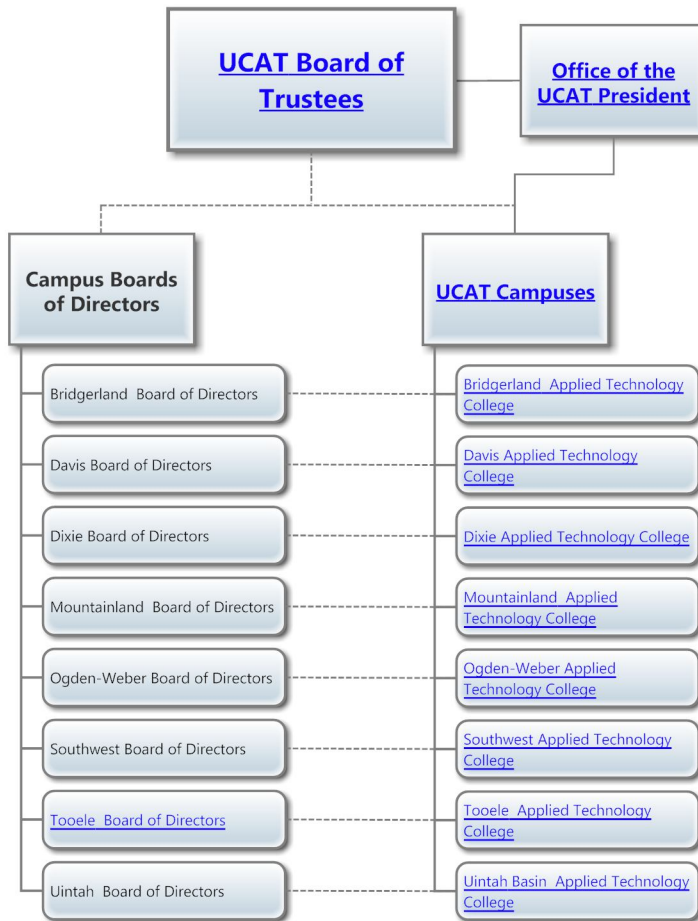 UCAT Board of
Trustees
Office of the
UCAT President
Campus Boards
of Directors
UCAT Campuses
Bridgerland Board of Directors
Bridgerland Applied Technology
College
Davis Board of Directors
Davis Applied Technology
College
Dixie Board of Directors
Dixie Applied Technology College
Mountainland Board of Directors
Mountainland Applied
Technology College
Ogden-Weber Board of Directors
Ogden-Weber Applied
Technology College
Southwest Board of Directors
Southwest Applied Technology
College
Tooele Board of Directors
Tooele Applied Technology
College
Uintah Board of Directors
Uintah Basin Applied Technology
College